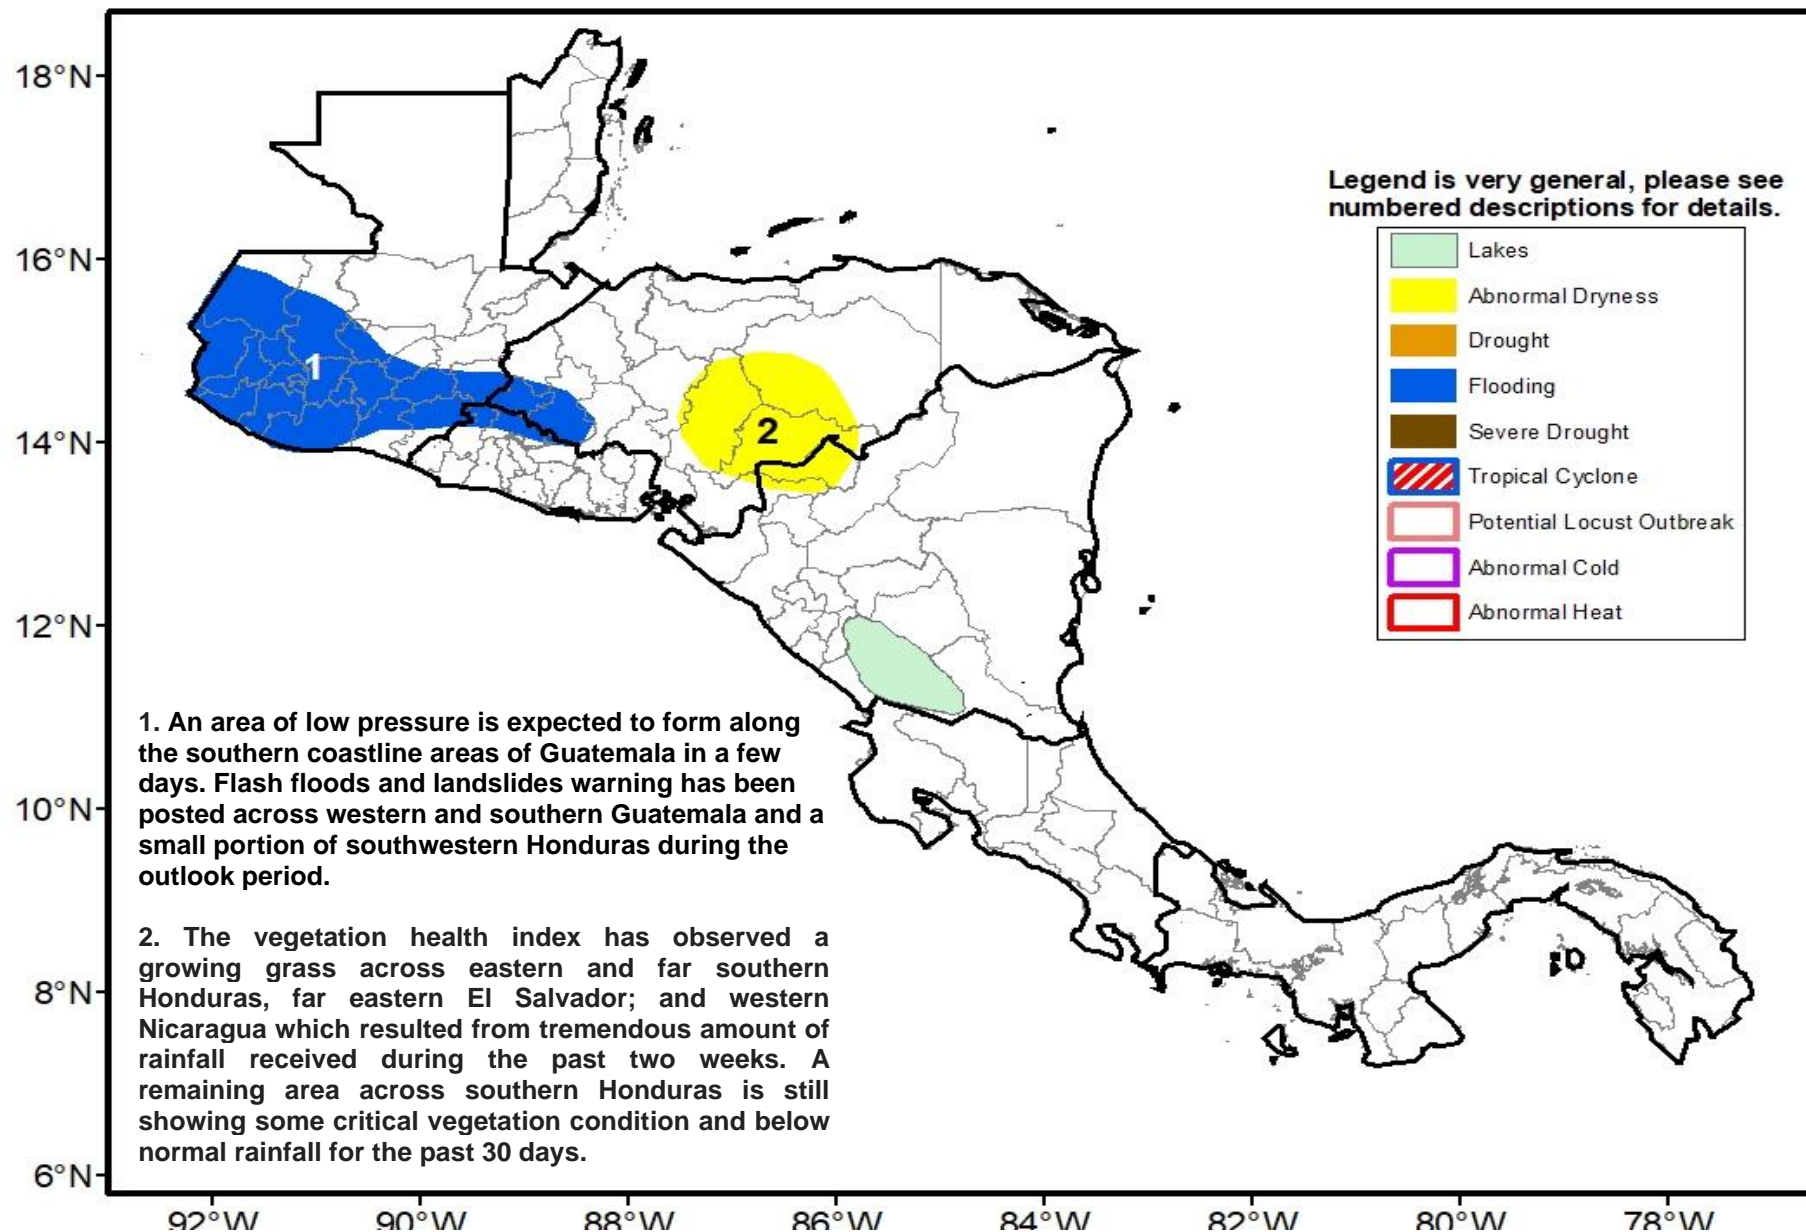 18°N
16°N
14°N
12°N
10°N
8°N
6°N
Legend is very general, please see
numbered descriptions for details.
Lakes
Abnormal Dryness
Drought
Flooding
Severe Drought
Tropical Cyclone
Potential Locust Outbreak
Abnormal Cold
Abnormal Heat
1
2
1. An area of low pressure is expected to form along
the southern coastline areas of Guatemala in a few
days. Flash floods and landslides warning has been
posted across western and southern Guatemala and a
small portion of southwestern Honduras during the
outlook period.
2. The vegetation health index has observed a
growing grass across eastern and far southern
Honduras, far eastern El Salvador; and western
Nicaragua which resulted from tremendous amount of
rainfall received during the past two weeks. A
remaining area across southern Honduras is still
showing some critical vegetation condition and below
normal rainfall for the past 30 days.
92°W 90°W 88°W 86°W 84°W 82°W 80°W 78°W